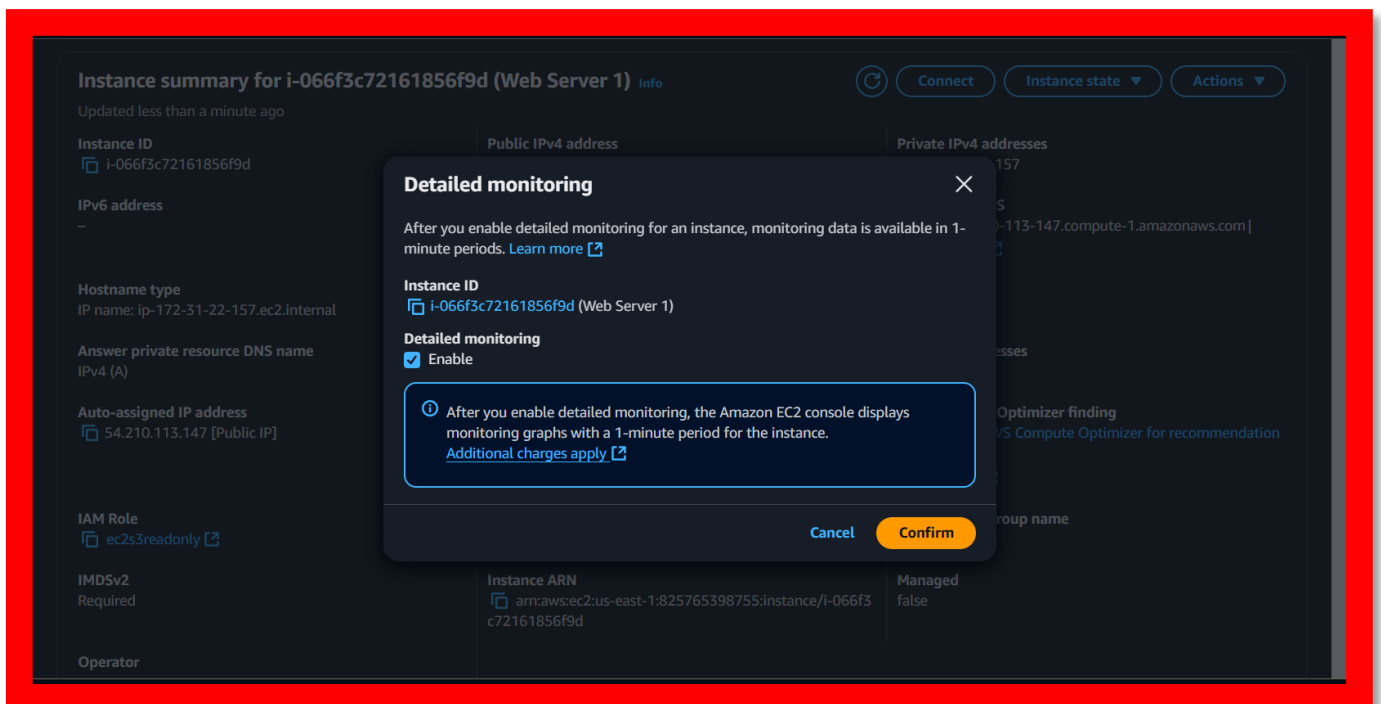 Instance summary for i-066f3c72161856f9d (Web Server 1) Info
Connect
Instance state
Actions
Updated less than a minute ago
Instance ID
i-066f3c72161856f9d
Public IPv4 address
Private IPv4 addresses
157
IPv6 address
–
S
-113-147.compute-1.amazonaws.com |
Hostname type
IP name: ip-172-31-22-157.ec2.internal
Answer private resource DNS name
IPv4 (A)
esses
Auto-assigned IP address
54.210.113.147 [Public IP]
Optimizer finding
WS Compute Optimizer for recommendation
IAM Role
ec2s3readonly
roup name
IMDSv2
Required
Instance ARN
arn:aws:ec2:us-east-1:825765398755:instance/i-066f3
c72161856f9d
Managed
false
Operator
Detailed monitoring
After you enable detailed monitoring for an instance, monitoring data is available in 1-
minute periods. Learn more
Instance ID
i-066f3c72161856f9d (Web Server 1)
Detailed monitoring
Enable
After you enable detailed monitoring, the Amazon EC2 console displays
monitoring graphs with a 1-minute period for the instance.
Additional charges apply
Cancel
Confirm